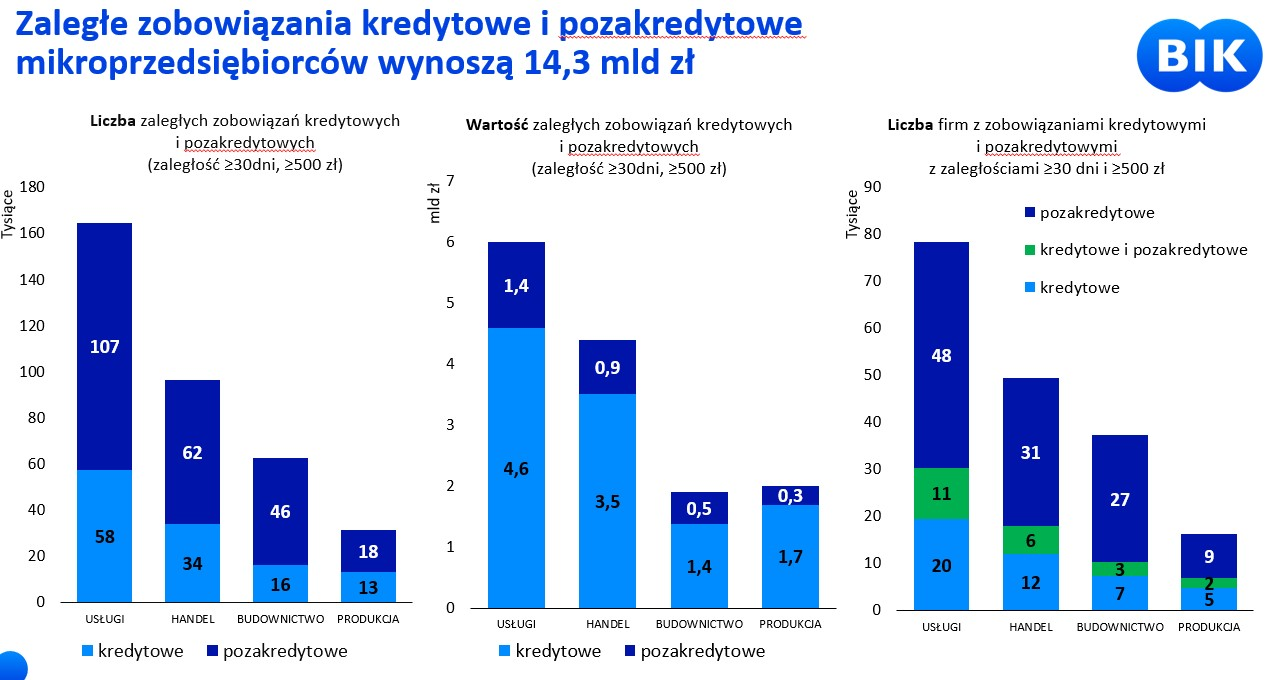 Zaległe zobowiązania kredytowe i pozakredytowe
mikroprzedsiębiorców wynoszą 14,3 mld zł
BIK
Liczba zaległych zobowiązań kredytowych
i pozakredytowych
(zaległość ≥30dni, ≥500 zł)
Tysiące
180
160
140
120
100
80
60
40
20
0
107
58
62
34
46
16
18
13
USŁUGI
HANDEL
BUDOWNICTWO
PRODUKCJA
kredytowe
pozakredytowe
Wartość zaległych zobowiązań kredytowych
i pozakredytowych
(zaległość ≥30dni, ≥500 zł)
mld zł
7
6
5
4
3
2
1
0
1,4
4,6
0,9
3,5
0,5
1,4
0,3
1,7
USŁUGI
HANDEL
BUDOWNICTWO
PRODUKCJA
kredytowe
pozakredytowe
Liczba firm z zobowiązaniami kredytowymi
i pozakredytowymi
z zaległościami ≥30 dni i ≥500 zł
Tysiące
90
80
70
60
50
40
30
20
10
0
pozakredytowe
kredytowe i pozakredytowe
kredytowe
48
11
20
31
6
12
27
3
7
9
2
5
USŁUGI
HANDEL
BUDOWNICTWO
PRODUKCJA